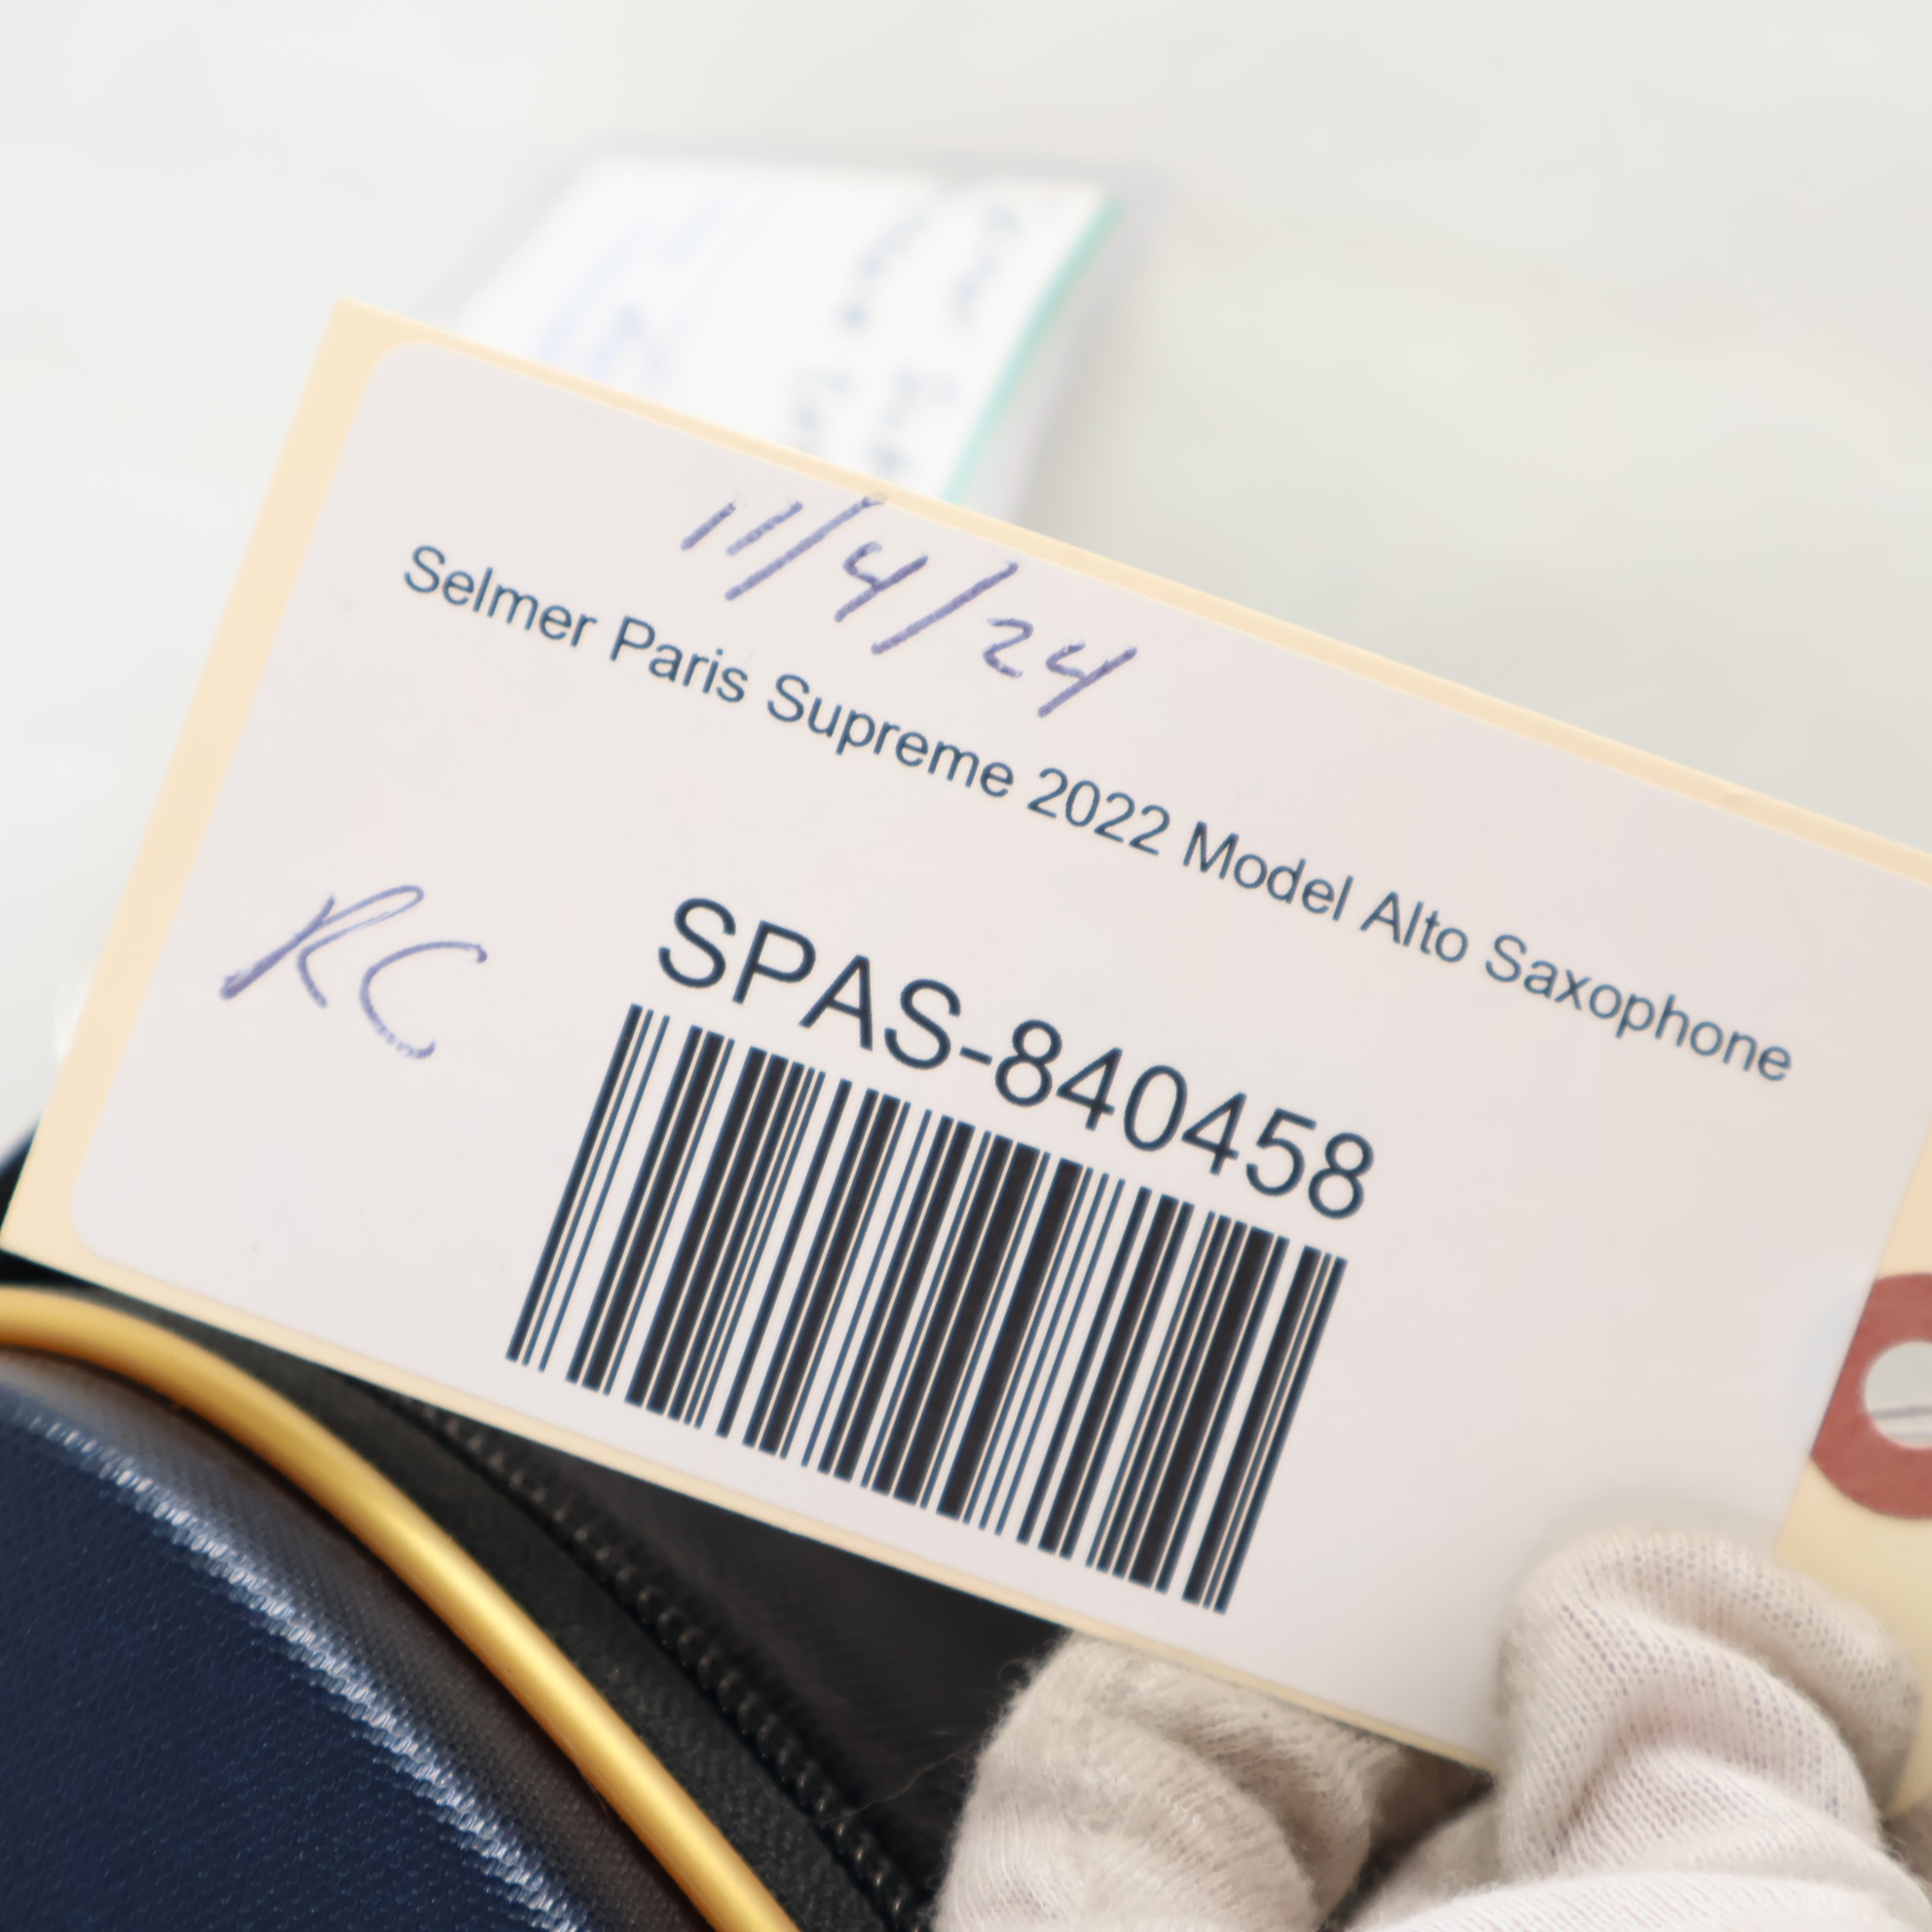 11/4/24
Selmer Paris Supreme 2022 Model Alto Saxophone
RC
SPAS-840458